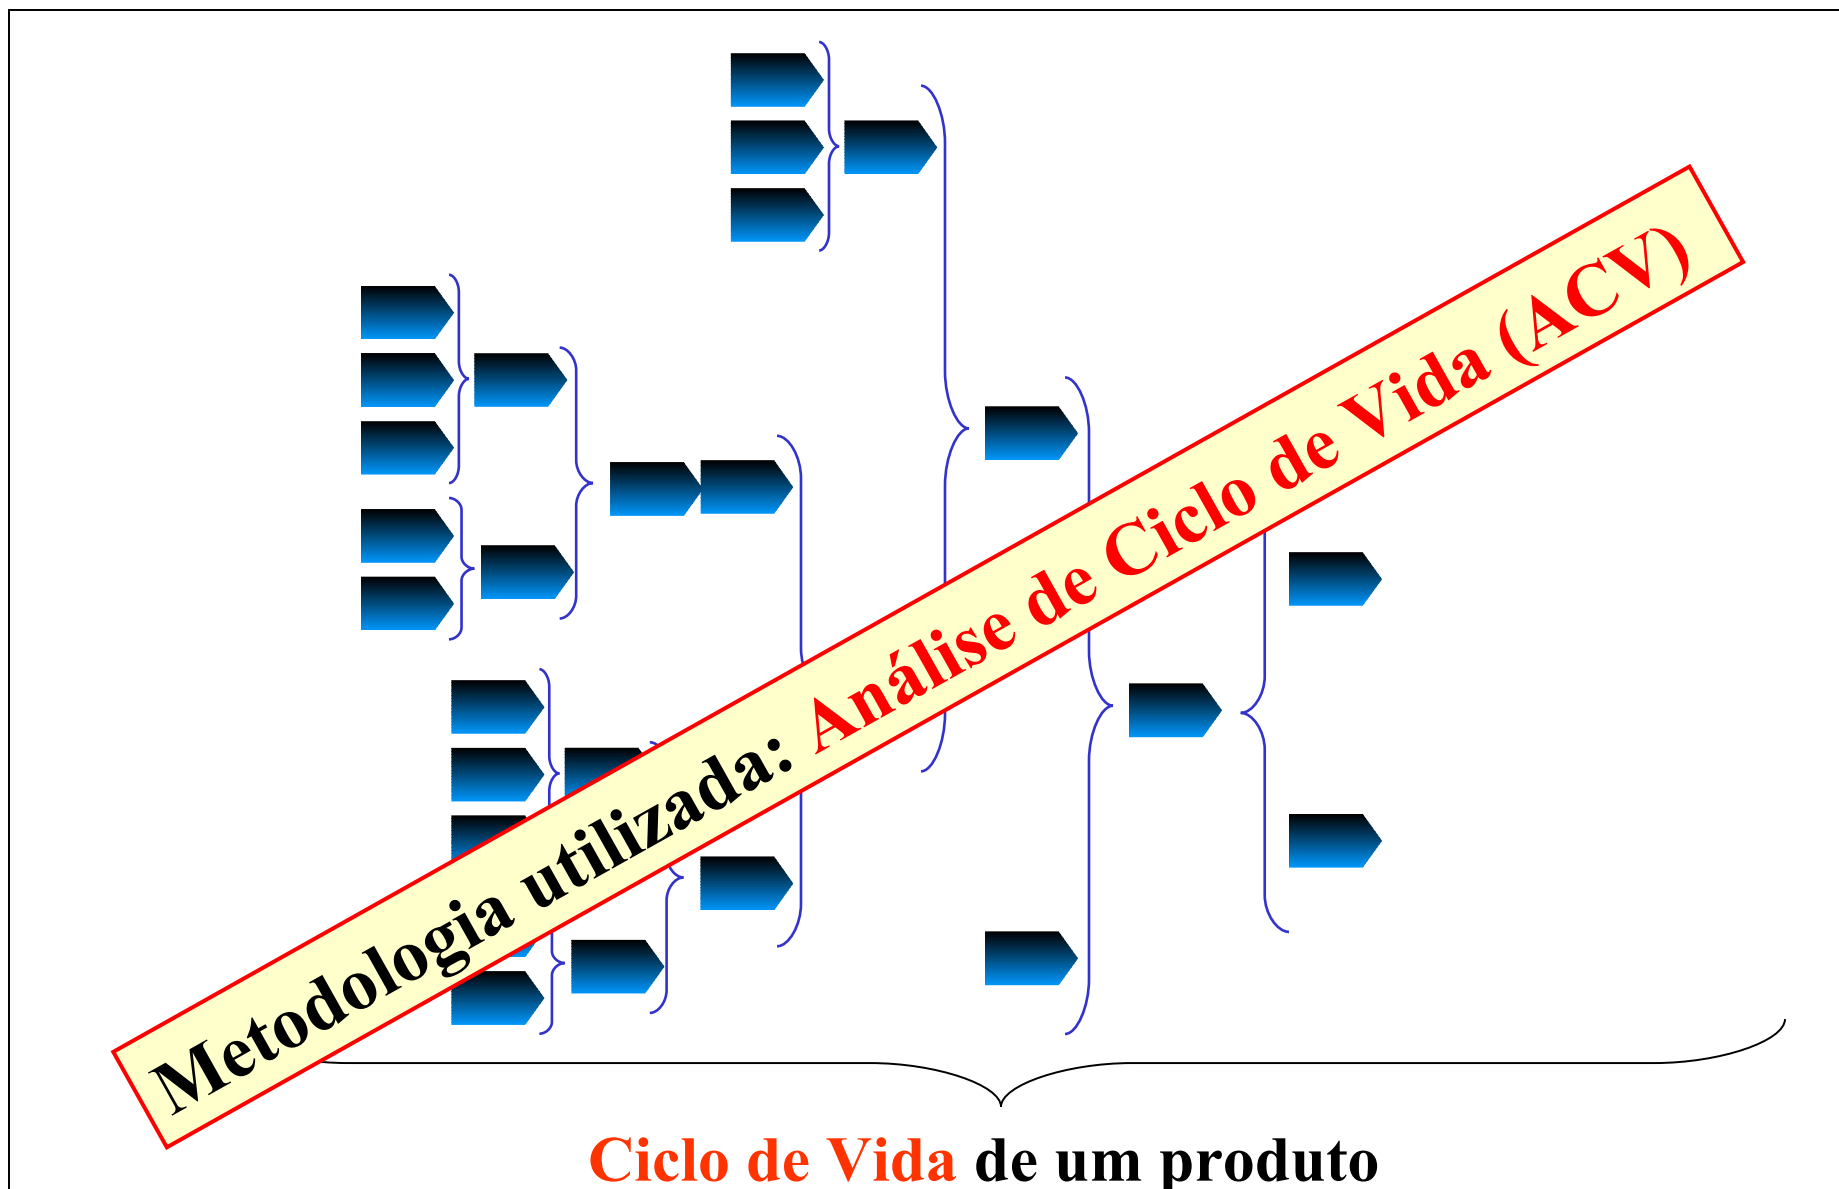 Metodologia utilizada: Análise de Ciclo de Vida (ACV)
Ciclo de Vida de um produto